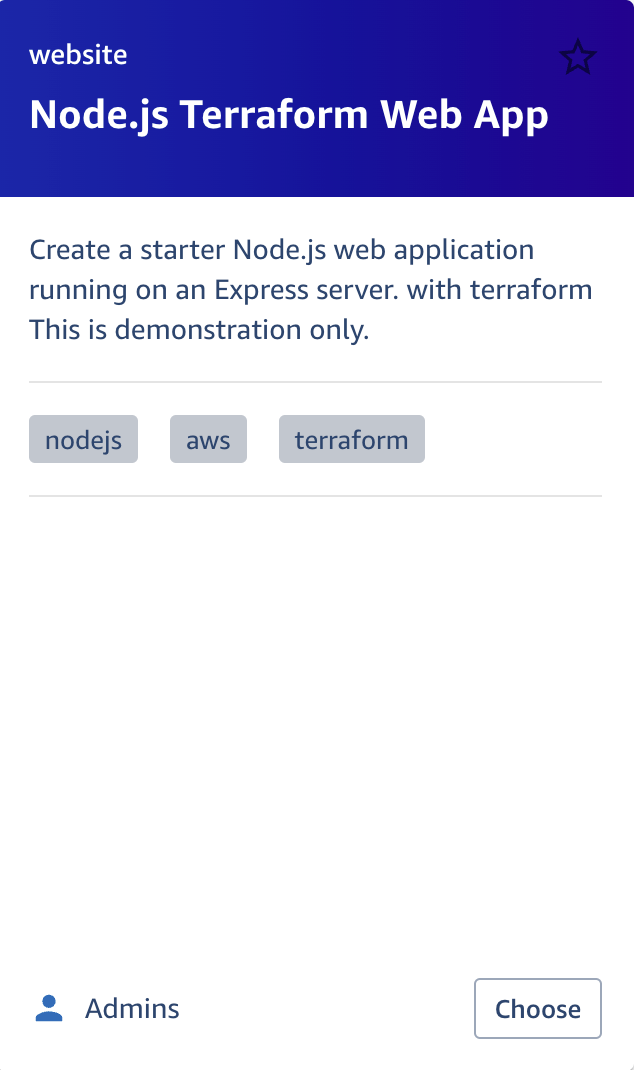 website
Node.js Terraform Web App
Create a starter Node.js web application
running on an Express server. with terraform
This is demonstration only.
nodejs aws terraform
Admins Choose